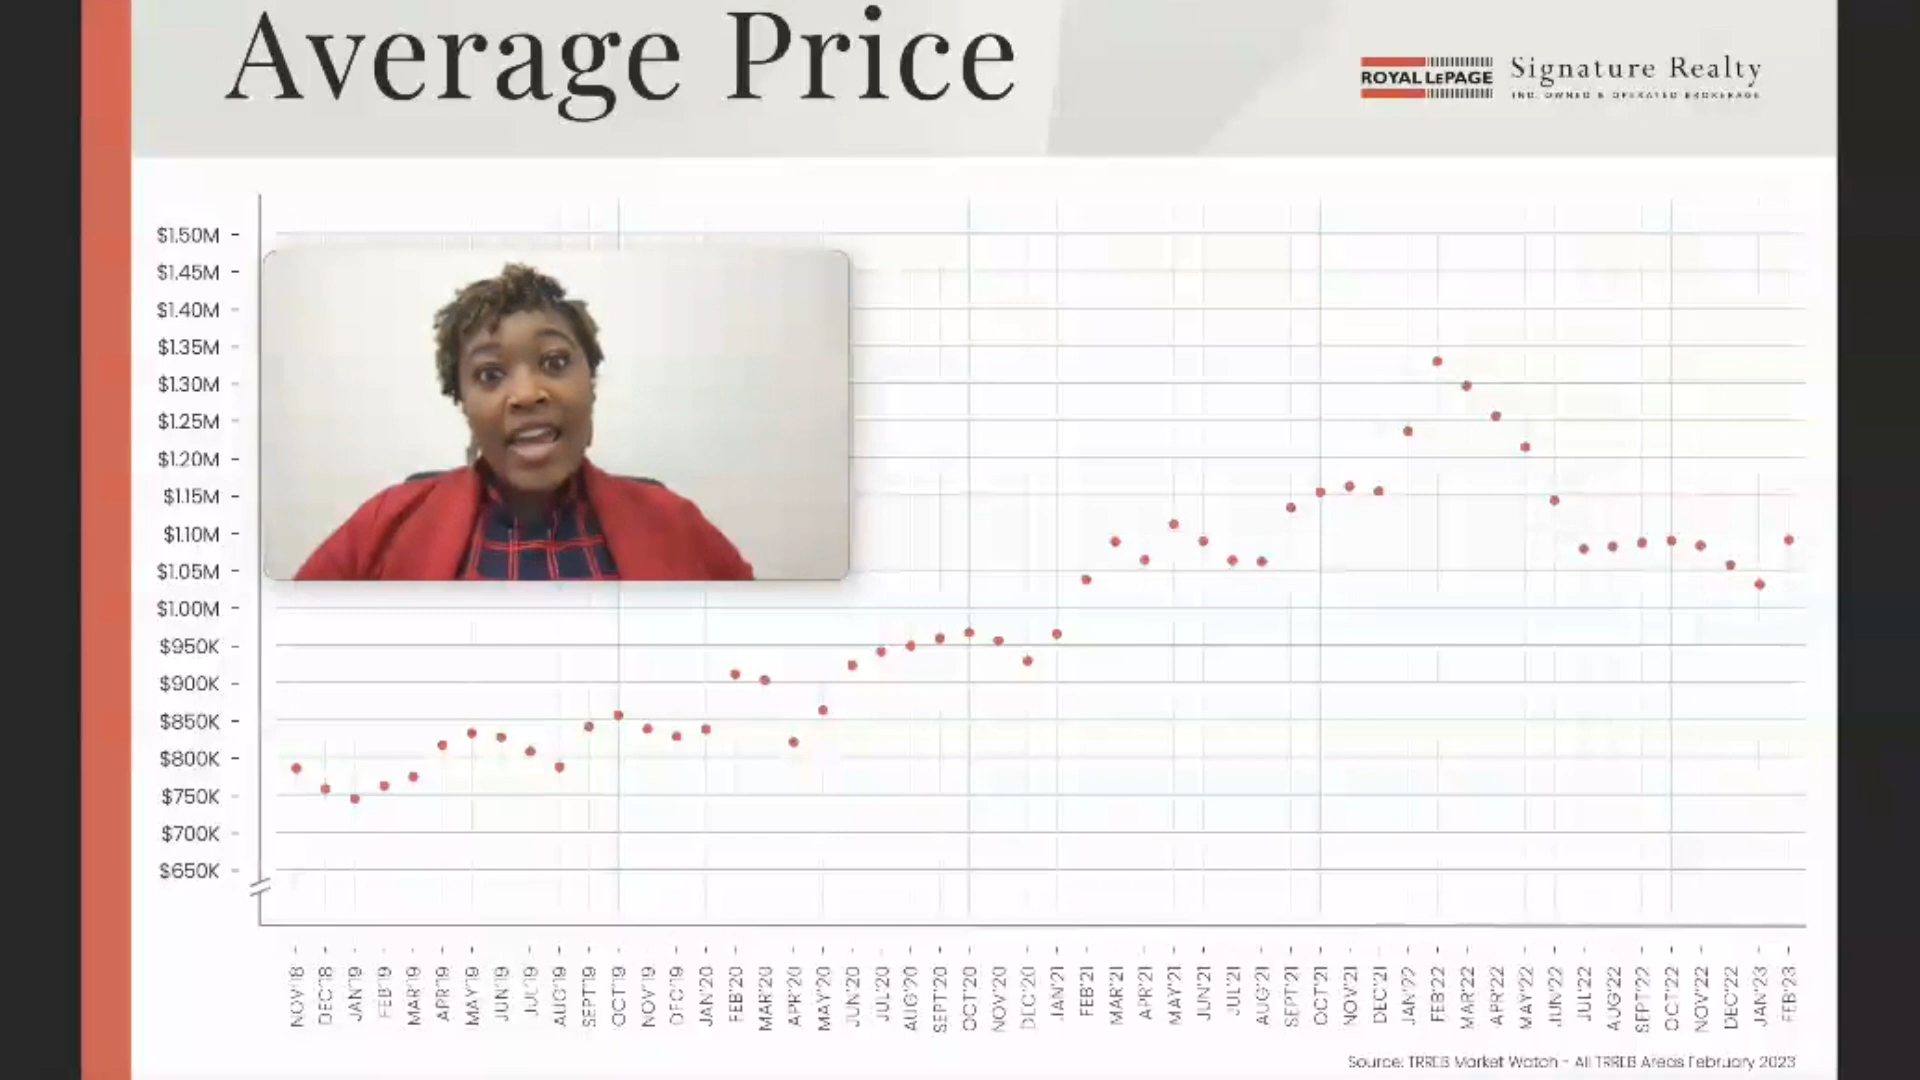 Average Price
ROYAL LEPAGE
Signature Realty
INC. OWNED & OPERATED BROKERAGE
$1.50M
$1.45M
$1.40M
$1.35M
$1.30M
$1.25M
$1.20M
$1.15M
$1.10M
$1.05M
$1.00M
$950K
$900K
$850K
$800K
$750K
$700K
$650K
NOV'18
DEC'18
JAN'19
FEB'19
MAR'19
APR'19
MAY'19
JUN'19
JUL'19
AUG'19
SEPT'19
OCT'19
NOV'19
DEC'19
JAN'20
FEB'20
MAR'20
APR'20
MAY'20
JUN'20
JUL'20
AUG'20
SEPT'20
OCT'20
NOV'20
DEC'20
JAN'21
FEB'21
MAR'21
APR'21
MAY'21
JUN'21
JUL'21
AUG'21
SEPT'21
OCT'21
NOV'21
DEC'21
JAN'22
FEB'22
MAR'22
APR'22
MAY'22
JUN'22
JUL'22
AUG'22
SEPT'22
OCT'22
NOV'22
DEC'22
JAN'23
FEB'23
Source: TRREB Market Watch - All TRREB Areas February 2023